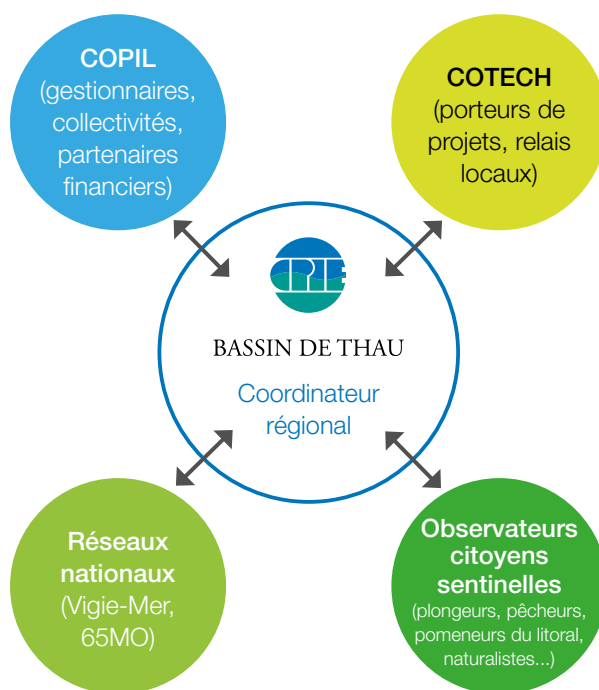 COPIL
(gestionnaires,
collectivités,
partenaires
financiers)
COTECH
(porteurs de
projets, relais
locaux)
CPIE
BASSIN DE THAU
Coordinateur
régional
Réseaux
nationaux
(Vigie-Mer,
65MO)
Observateurs
citoyens
sentinelles
(plongeurs, pêcheurs,
pomeneurs du litoral,
naturalistes...)